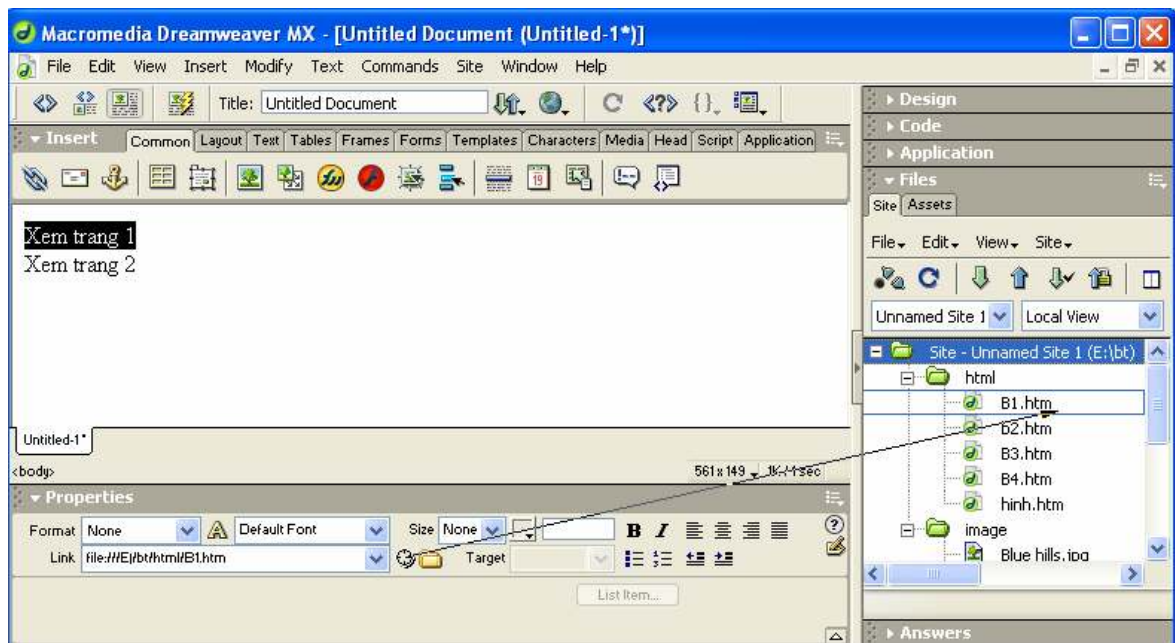 Macromedia Dreamweaver MX - [Untitled Document (Untitled-1*)]
File Edit View Insert Modify Text Commands Site Window Help
Title: Untitled Document
Insert Common Layout Text Tables Frames Forms Templates Characters Media Head Script Application
Xem trang 1
Xem trang 2
Untitled-1*
<body>
561 x 149
Properties
Format None Default Font Size None B I
Link file:///E|/bt/html/B1.htm Target
List Item...
Design
Code
Application
Files
Site Assets
File Edit View Site
Unnamed Site 1 Local View
Site - Unnamed Site 1 (E:\bt)
html
B1.htm
b2.htm
B3.htm
B4.htm
hinh.htm
image
Blue hills.jpg
Answers